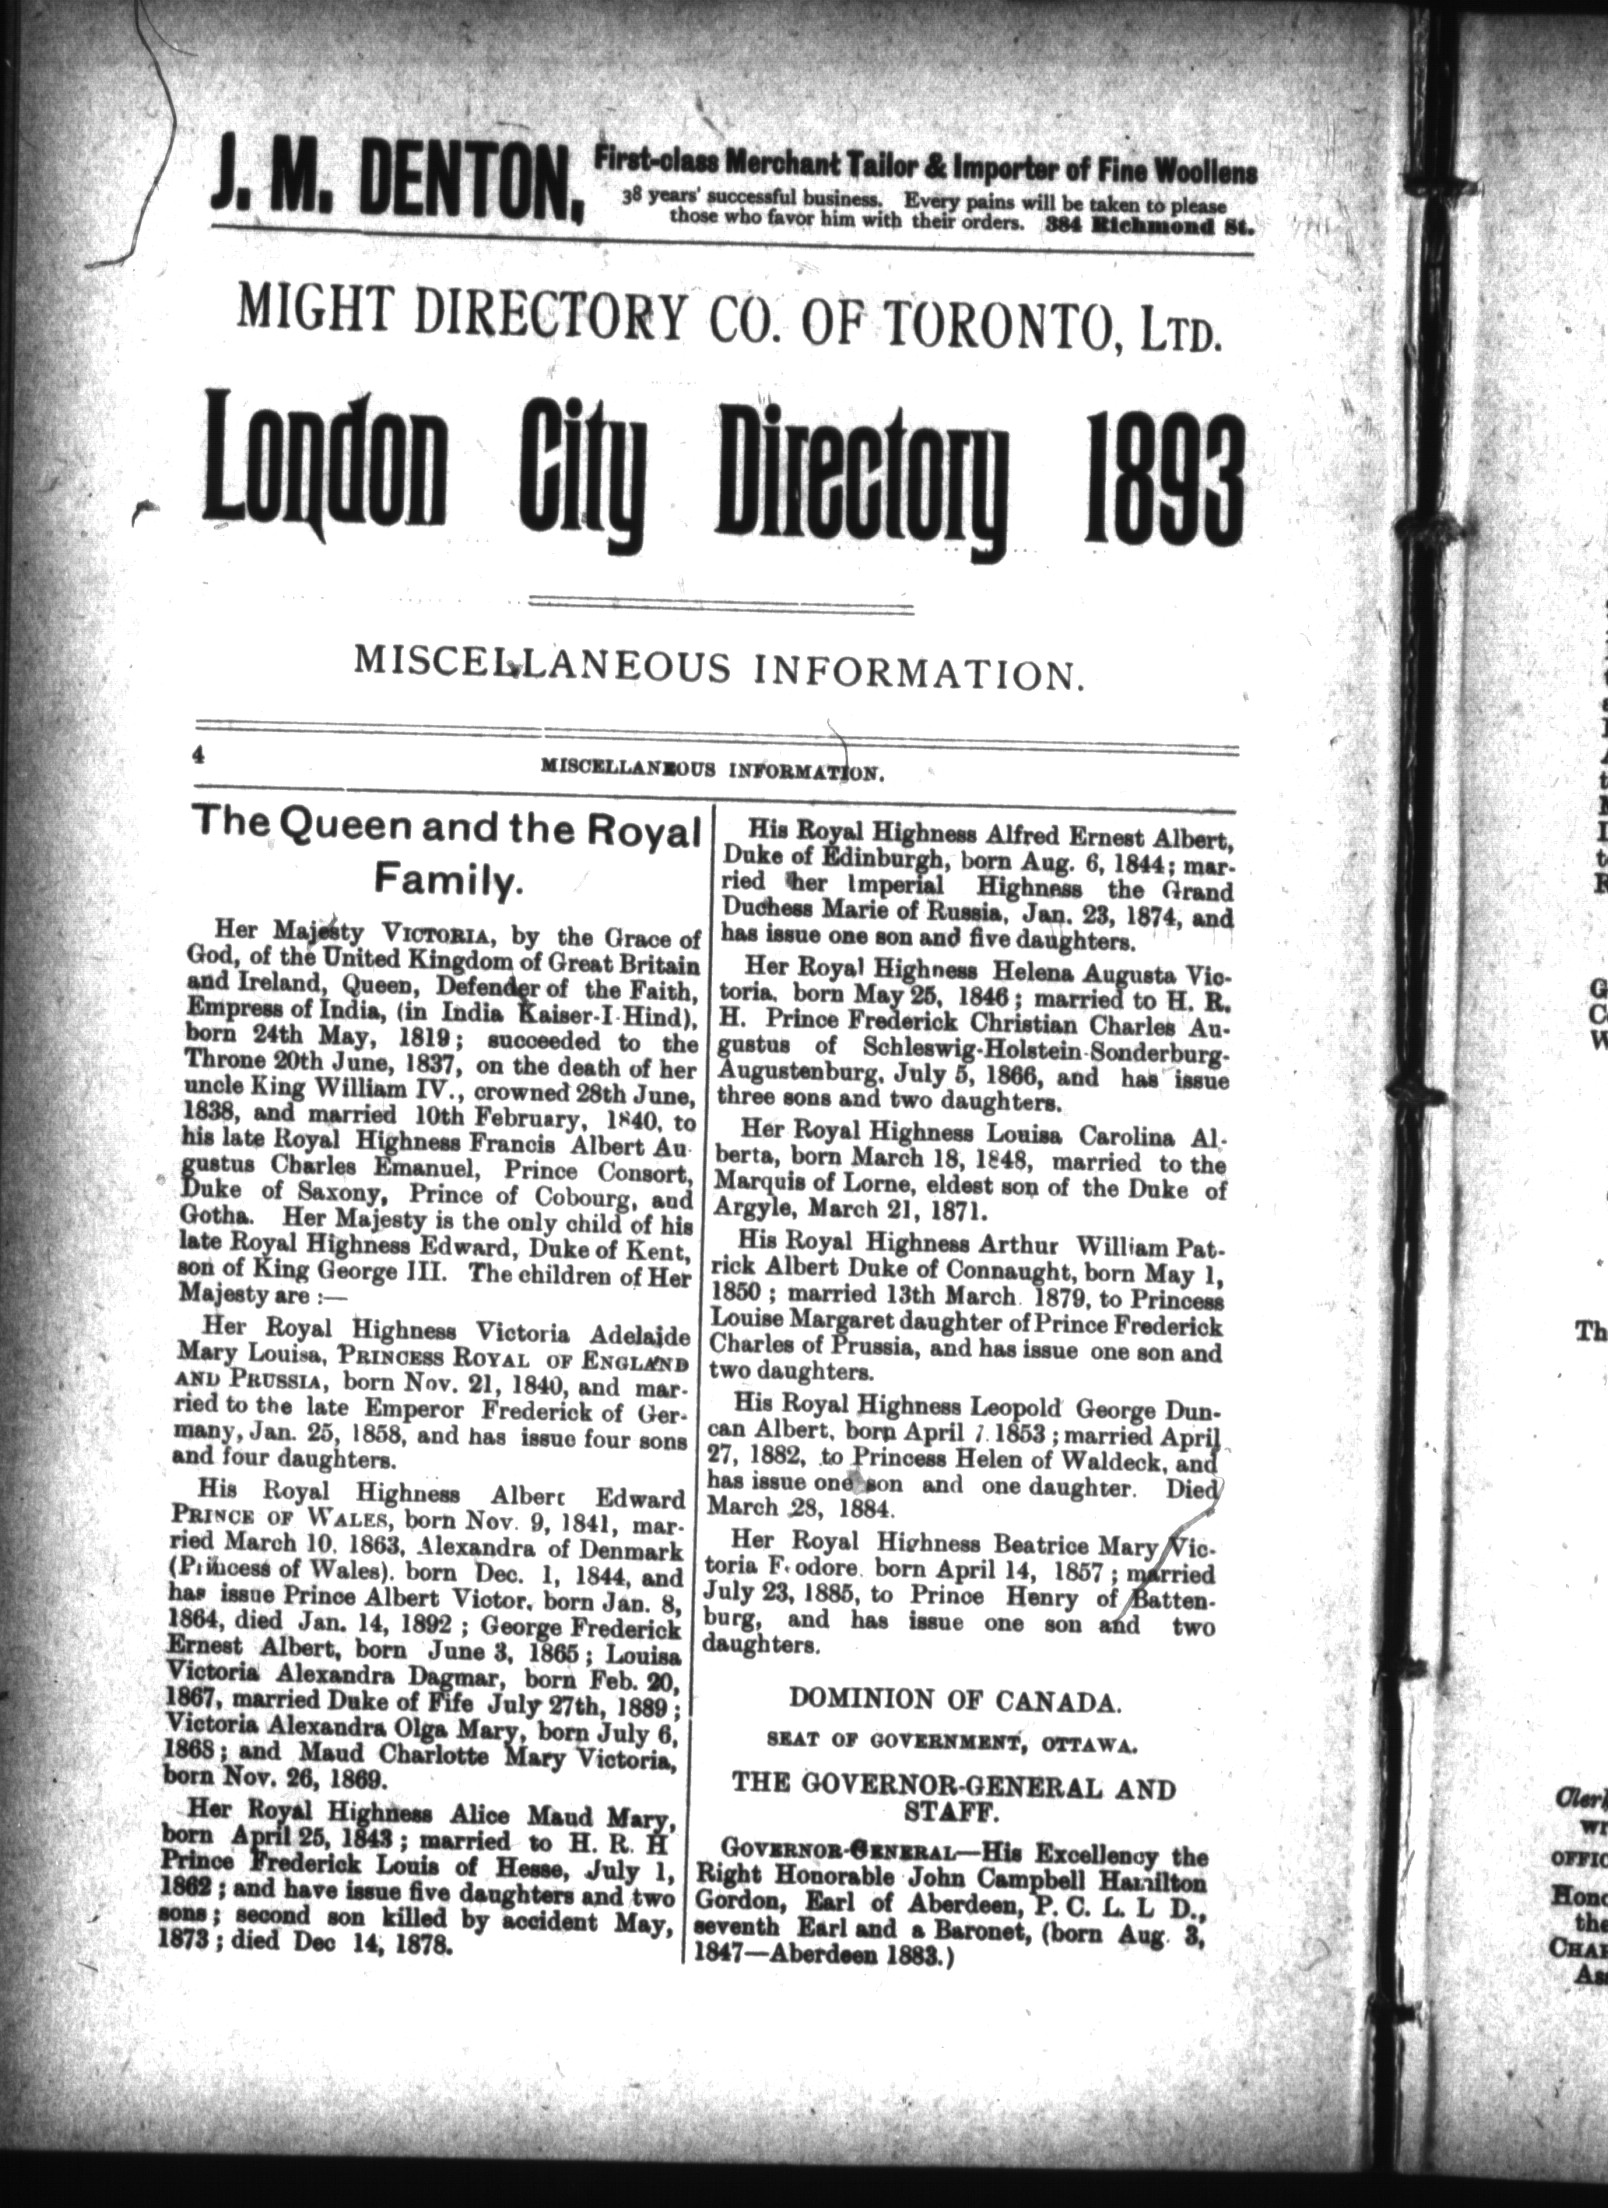 J. M. DENTON,
First-class Merchant Tailor & Importer of Fine Woollens
38 years' successful business. Every pains will be taken to please
those who favor him with their orders. 384 Richmond St.
MIGHT DIRECTORY CO. OF TORONTO, LTD.
London City Directory 1893
MISCELLANEOUS INFORMATION.
4
MISCELLANEOUS INFORMATION.
The Queen and the Royal
Family.
Her Majesty VICTORIA, by the Grace of
God, of the United Kingdom of Great Britain
and Ireland, Queen, Defender of the Faith,
Empress of India, (in India Kaiser-I-Hind),
born 24th May, 1819; succeeded to the
Throne 20th June, 1837, on the death of her
uncle King William IV., crowned 28th June,
1838, and married 10th February, 1840, to
his late Royal Highness Francis Albert Au-
gustus Charles Emanuel, Prince Consort,
Duke of Saxony, Prince of Cobourg, and
Gotha. Her Majesty is the only child of his
late Royal Highness Edward, Duke of Kent,
son of King George III. The children of Her
Majesty are :—
Her Royal Highness Victoria Adelaide
Mary Louisa, PRINCESS ROYAL OF ENGLAND
AND PRUSSIA, born Nov. 21, 1840, and mar-
ried to the late Emperor Frederick of Ger-
many, Jan. 25, 1858, and has issue four sons
and four daughters.
His Royal Highness Albert Edward
PRINCE OF WALES, born Nov. 9, 1841, mar-
ried March 10, 1863, Alexandra of Denmark
(Princess of Wales). born Dec. 1, 1844, and
has issue Prince Albert Victor, born Jan. 8,
1864, died Jan. 14, 1892 ; George Frederick
Ernest Albert, born June 3, 1865; Louisa
Victoria Alexandra Dagmar, born Feb. 20,
1867, married Duke of Fife July 27th, 1889 ;
Victoria Alexandra Olga Mary, born July 6,
1868; and Maud Charlotte Mary Victoria,
born Nov. 26, 1869.
Her Royal Highness Alice Maud Mary,
born April 25, 1843 ; married to H. R. H
Prince Frederick Louis of Hesse, July 1,
1862 ; and have issue five daughters and two
sons; second son killed by accident May,
1873 ; died Dec 14, 1878.
His Royal Highness Alfred Ernest Albert,
Duke of Edinburgh, born Aug. 6, 1844; mar-
ried her Imperial Highness the Grand
Duchess Marie of Russia, Jan. 23, 1874, and
has issue one son and five daughters.
Her Royal Highness Helena Augusta Vic-
toria, born May 25, 1846 ; married to H. R.
H. Prince Frederick Christian Charles Au-
gustus of Schleswig-Holstein-Sonderburg-
Augustenburg, July 5, 1866, and has issue
three sons and two daughters.
Her Royal Highness Louisa Carolina Al-
berta, born March 18, 1848, married to the
Marquis of Lorne, eldest son of the Duke of
Argyle, March 21, 1871.
His Royal Highness Arthur William Pat-
rick Albert Duke of Connaught, born May 1,
1850 ; married 13th March 1879, to Princess
Louise Margaret daughter of Prince Frederick
Charles of Prussia, and has issue one son and
two daughters.
His Royal Highness Leopold George Dun-
can Albert, born April 7. 1853 ; married April
27, 1882, to Princess Helen of Waldeck, and
has issue one son and one daughter. Died
March 28, 1884.
Her Royal Highness Beatrice Mary Vic-
toria Feodore born April 14, 1857 ; married
July 23, 1885, to Prince Henry of Batten-
burg, and has issue one son and two
daughters.
DOMINION OF CANADA.
SEAT OF GOVERNMENT, OTTAWA.
THE GOVERNOR-GENERAL AND
STAFF.
GOVERNOR-GENERAL—His Excellency the
Right Honorable John Campbell Hamilton
Gordon, Earl of Aberdeen, P. C. L. L D.,
seventh Earl and a Baronet, (born Aug. 3,
1847—Aberdeen 1883.)